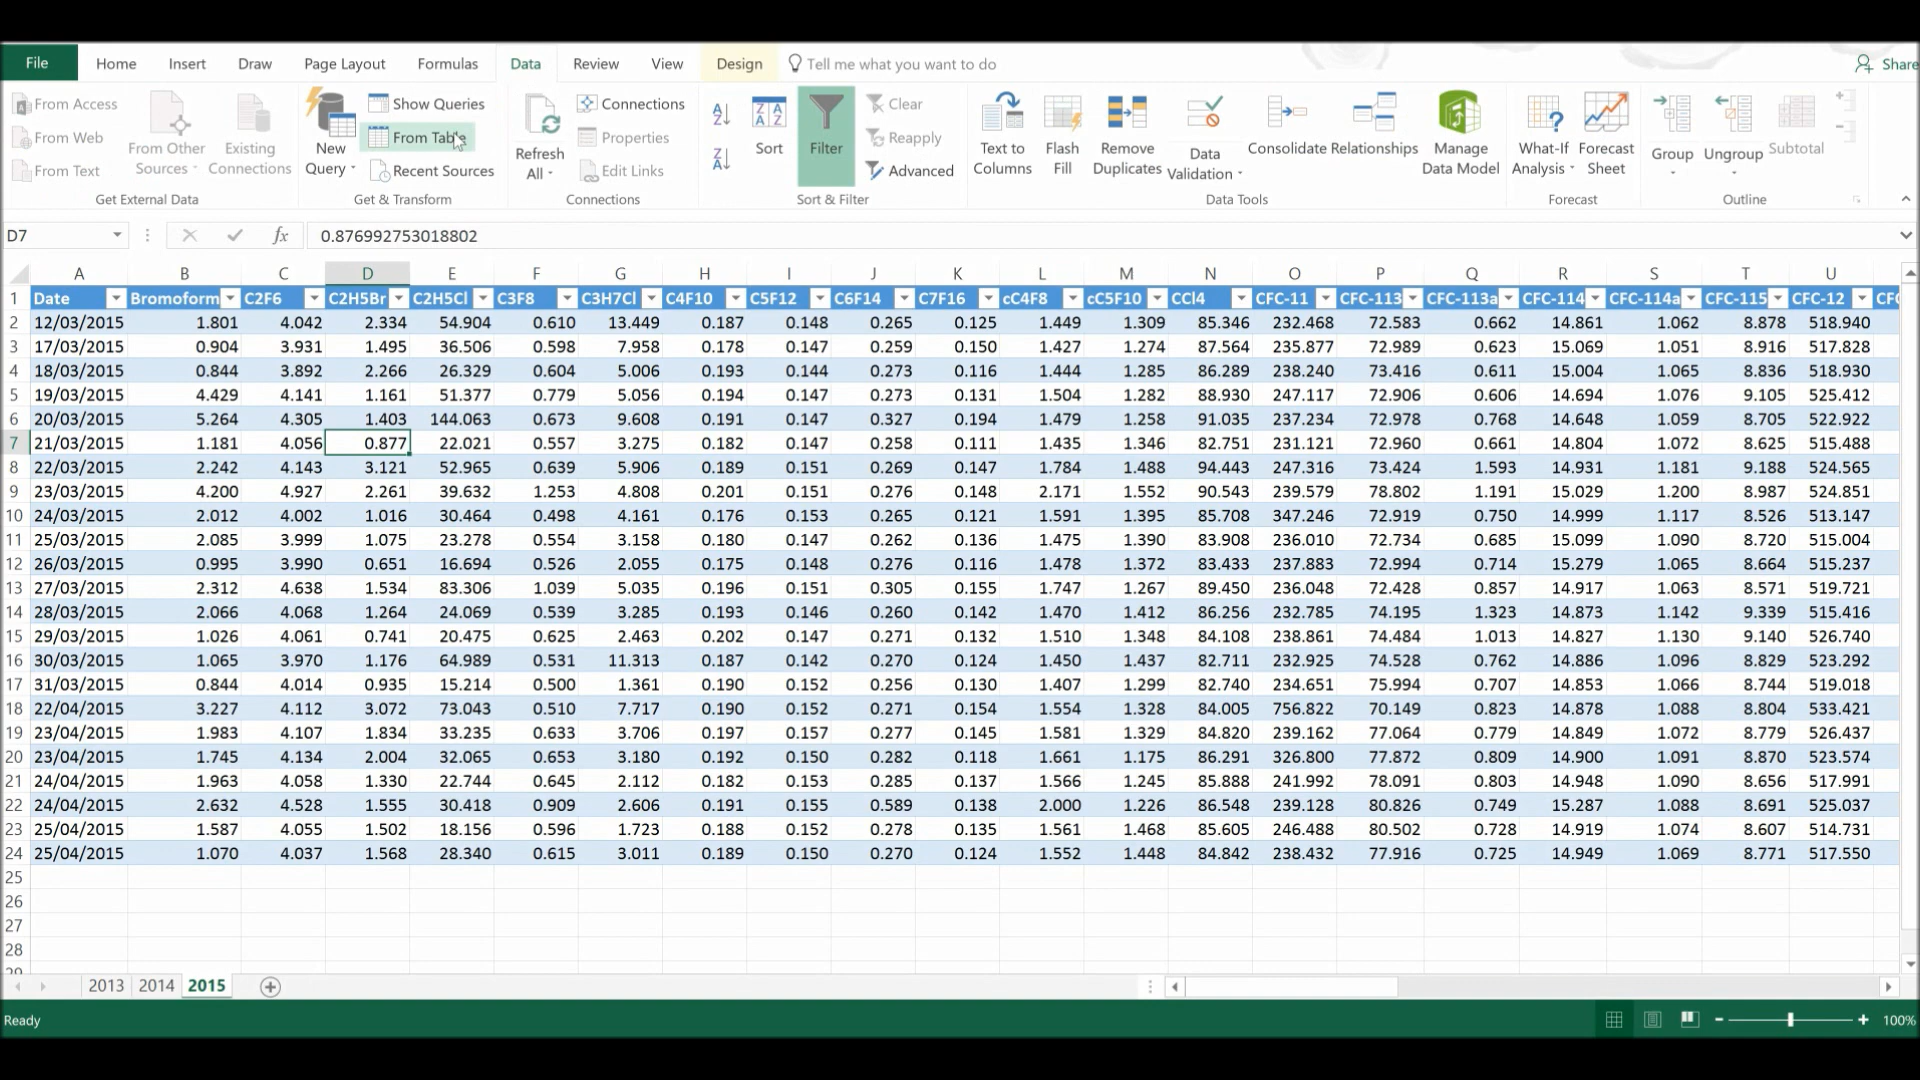 File Home Insert Draw Page Layout Formulas Data Review View Design Tell me what you want to do Share
From Access
From Web
From Text
From Other Sources
Existing Connections
Get External Data
New Query
Show Queries
From Table
Recent Sources
Get & Transform
Refresh All
Connections
Properties
Edit Links
Connections
Sort
Filter
Clear
Reapply
Advanced
Sort & Filter
Text to Columns
Flash Fill
Remove Duplicates
Data Validation
Consolidate
Relationships
Manage Data Model
Data Tools
What-If Analysis
Forecast Sheet
Forecast
Group
Ungroup
Subtotal
Outline
D7 fx 0.876992753018802
A B C D E F G H I J K L M N O P Q R S T U
1 Date Bromoform C2F6 C2H5Br C2H5Cl C3F8 C3H7Cl C4F10 C5F12 C6F14 C7F16 cC4F8 cC5F10 CCl4 CFC-11 CFC-113 CFC-113a CFC-114 CFC-114a CFC-115 CFC-12
2 12/03/2015 1.801 4.042 2.334 54.904 0.610 13.449 0.187 0.148 0.265 0.125 1.449 1.309 85.346 232.468 72.583 0.662 14.861 1.062 8.878 518.940
3 17/03/2015 0.904 3.931 1.495 36.506 0.598 7.958 0.178 0.147 0.259 0.150 1.427 1.274 87.564 235.877 72.989 0.623 15.069 1.051 8.916 517.828
4 18/03/2015 0.844 3.892 2.266 26.329 0.604 5.006 0.193 0.144 0.273 0.116 1.444 1.285 86.289 238.240 73.416 0.611 15.004 1.065 8.836 518.930
5 19/03/2015 4.429 4.141 1.161 51.377 0.779 5.056 0.194 0.147 0.273 0.131 1.504 1.282 88.930 247.117 72.906 0.606 14.694 1.076 9.105 525.412
6 20/03/2015 5.264 4.305 1.403 144.063 0.673 9.608 0.191 0.147 0.327 0.194 1.479 1.258 91.035 237.234 72.978 0.768 14.648 1.059 8.705 522.922
7 21/03/2015 1.181 4.056 0.877 22.021 0.557 3.275 0.182 0.147 0.258 0.111 1.435 1.346 82.751 231.121 72.960 0.661 14.804 1.072 8.625 515.488
8 22/03/2015 2.242 4.143 3.121 52.965 0.639 5.906 0.189 0.151 0.269 0.147 1.784 1.488 94.443 247.316 73.424 1.593 14.931 1.181 9.188 524.565
9 23/03/2015 4.200 4.927 2.261 39.632 1.253 4.808 0.201 0.151 0.276 0.148 2.171 1.552 90.543 239.579 78.802 1.191 15.029 1.200 8.987 524.851
10 24/03/2015 2.012 4.002 1.016 30.464 0.498 4.161 0.176 0.153 0.265 0.121 1.591 1.395 85.708 347.246 72.919 0.750 14.999 1.117 8.526 513.147
11 25/03/2015 2.085 3.999 1.075 23.278 0.554 3.158 0.180 0.147 0.262 0.136 1.475 1.390 83.908 236.010 72.734 0.685 15.099 1.090 8.720 515.004
12 26/03/2015 0.995 3.990 0.651 16.694 0.526 2.055 0.175 0.148 0.276 0.116 1.478 1.372 83.433 237.883 72.994 0.714 15.279 1.065 8.664 515.237
13 27/03/2015 2.312 4.638 1.534 83.306 1.039 5.035 0.196 0.151 0.305 0.155 1.747 1.267 89.450 236.048 72.428 0.857 14.917 1.063 8.571 519.721
14 28/03/2015 2.066 4.068 1.264 24.069 0.539 3.285 0.193 0.146 0.260 0.142 1.470 1.412 86.256 232.785 74.195 1.323 14.873 1.142 9.339 515.416
15 29/03/2015 1.026 4.061 0.741 20.475 0.625 2.463 0.202 0.147 0.271 0.132 1.510 1.348 84.108 238.861 74.484 1.013 14.827 1.130 9.140 526.740
16 30/03/2015 1.065 3.970 1.176 64.989 0.531 11.313 0.187 0.142 0.270 0.124 1.450 1.437 82.711 232.925 74.528 0.762 14.886 1.096 8.829 523.292
17 31/03/2015 0.844 4.014 0.935 15.214 0.500 1.361 0.190 0.152 0.256 0.130 1.407 1.299 82.740 234.651 75.994 0.707 14.853 1.066 8.744 519.018
18 22/04/2015 3.227 4.112 3.072 73.043 0.510 7.717 0.190 0.152 0.271 0.154 1.554 1.328 84.005 756.822 70.149 0.823 14.878 1.088 8.804 533.421
19 23/04/2015 1.983 4.107 1.834 33.235 0.633 3.706 0.197 0.157 0.277 0.145 1.581 1.329 84.820 239.162 77.064 0.779 14.849 1.072 8.779 526.437
20 23/04/2015 1.745 4.134 2.004 32.065 0.653 3.180 0.192 0.150 0.282 0.118 1.661 1.175 86.291 326.800 77.872 0.809 14.900 1.091 8.870 523.574
21 24/04/2015 1.963 4.058 1.330 22.744 0.645 2.112 0.182 0.153 0.285 0.137 1.566 1.245 85.888 241.992 78.091 0.803 14.948 1.090 8.656 517.991
22 24/04/2015 2.632 4.528 1.555 30.418 0.909 2.606 0.191 0.155 0.589 0.138 2.000 1.226 86.548 239.128 80.826 0.749 15.287 1.088 8.691 525.037
23 25/04/2015 1.587 4.055 1.502 18.156 0.596 1.723 0.188 0.152 0.278 0.135 1.561 1.468 85.605 246.488 80.502 0.728 14.919 1.074 8.607 514.731
24 25/04/2015 1.070 4.037 1.568 28.340 0.615 3.011 0.189 0.150 0.270 0.124 1.552 1.448 84.842 238.432 77.916 0.725 14.949 1.069 8.771 517.550
25
26
27
28
29
2013 2014 2015
Ready 100%